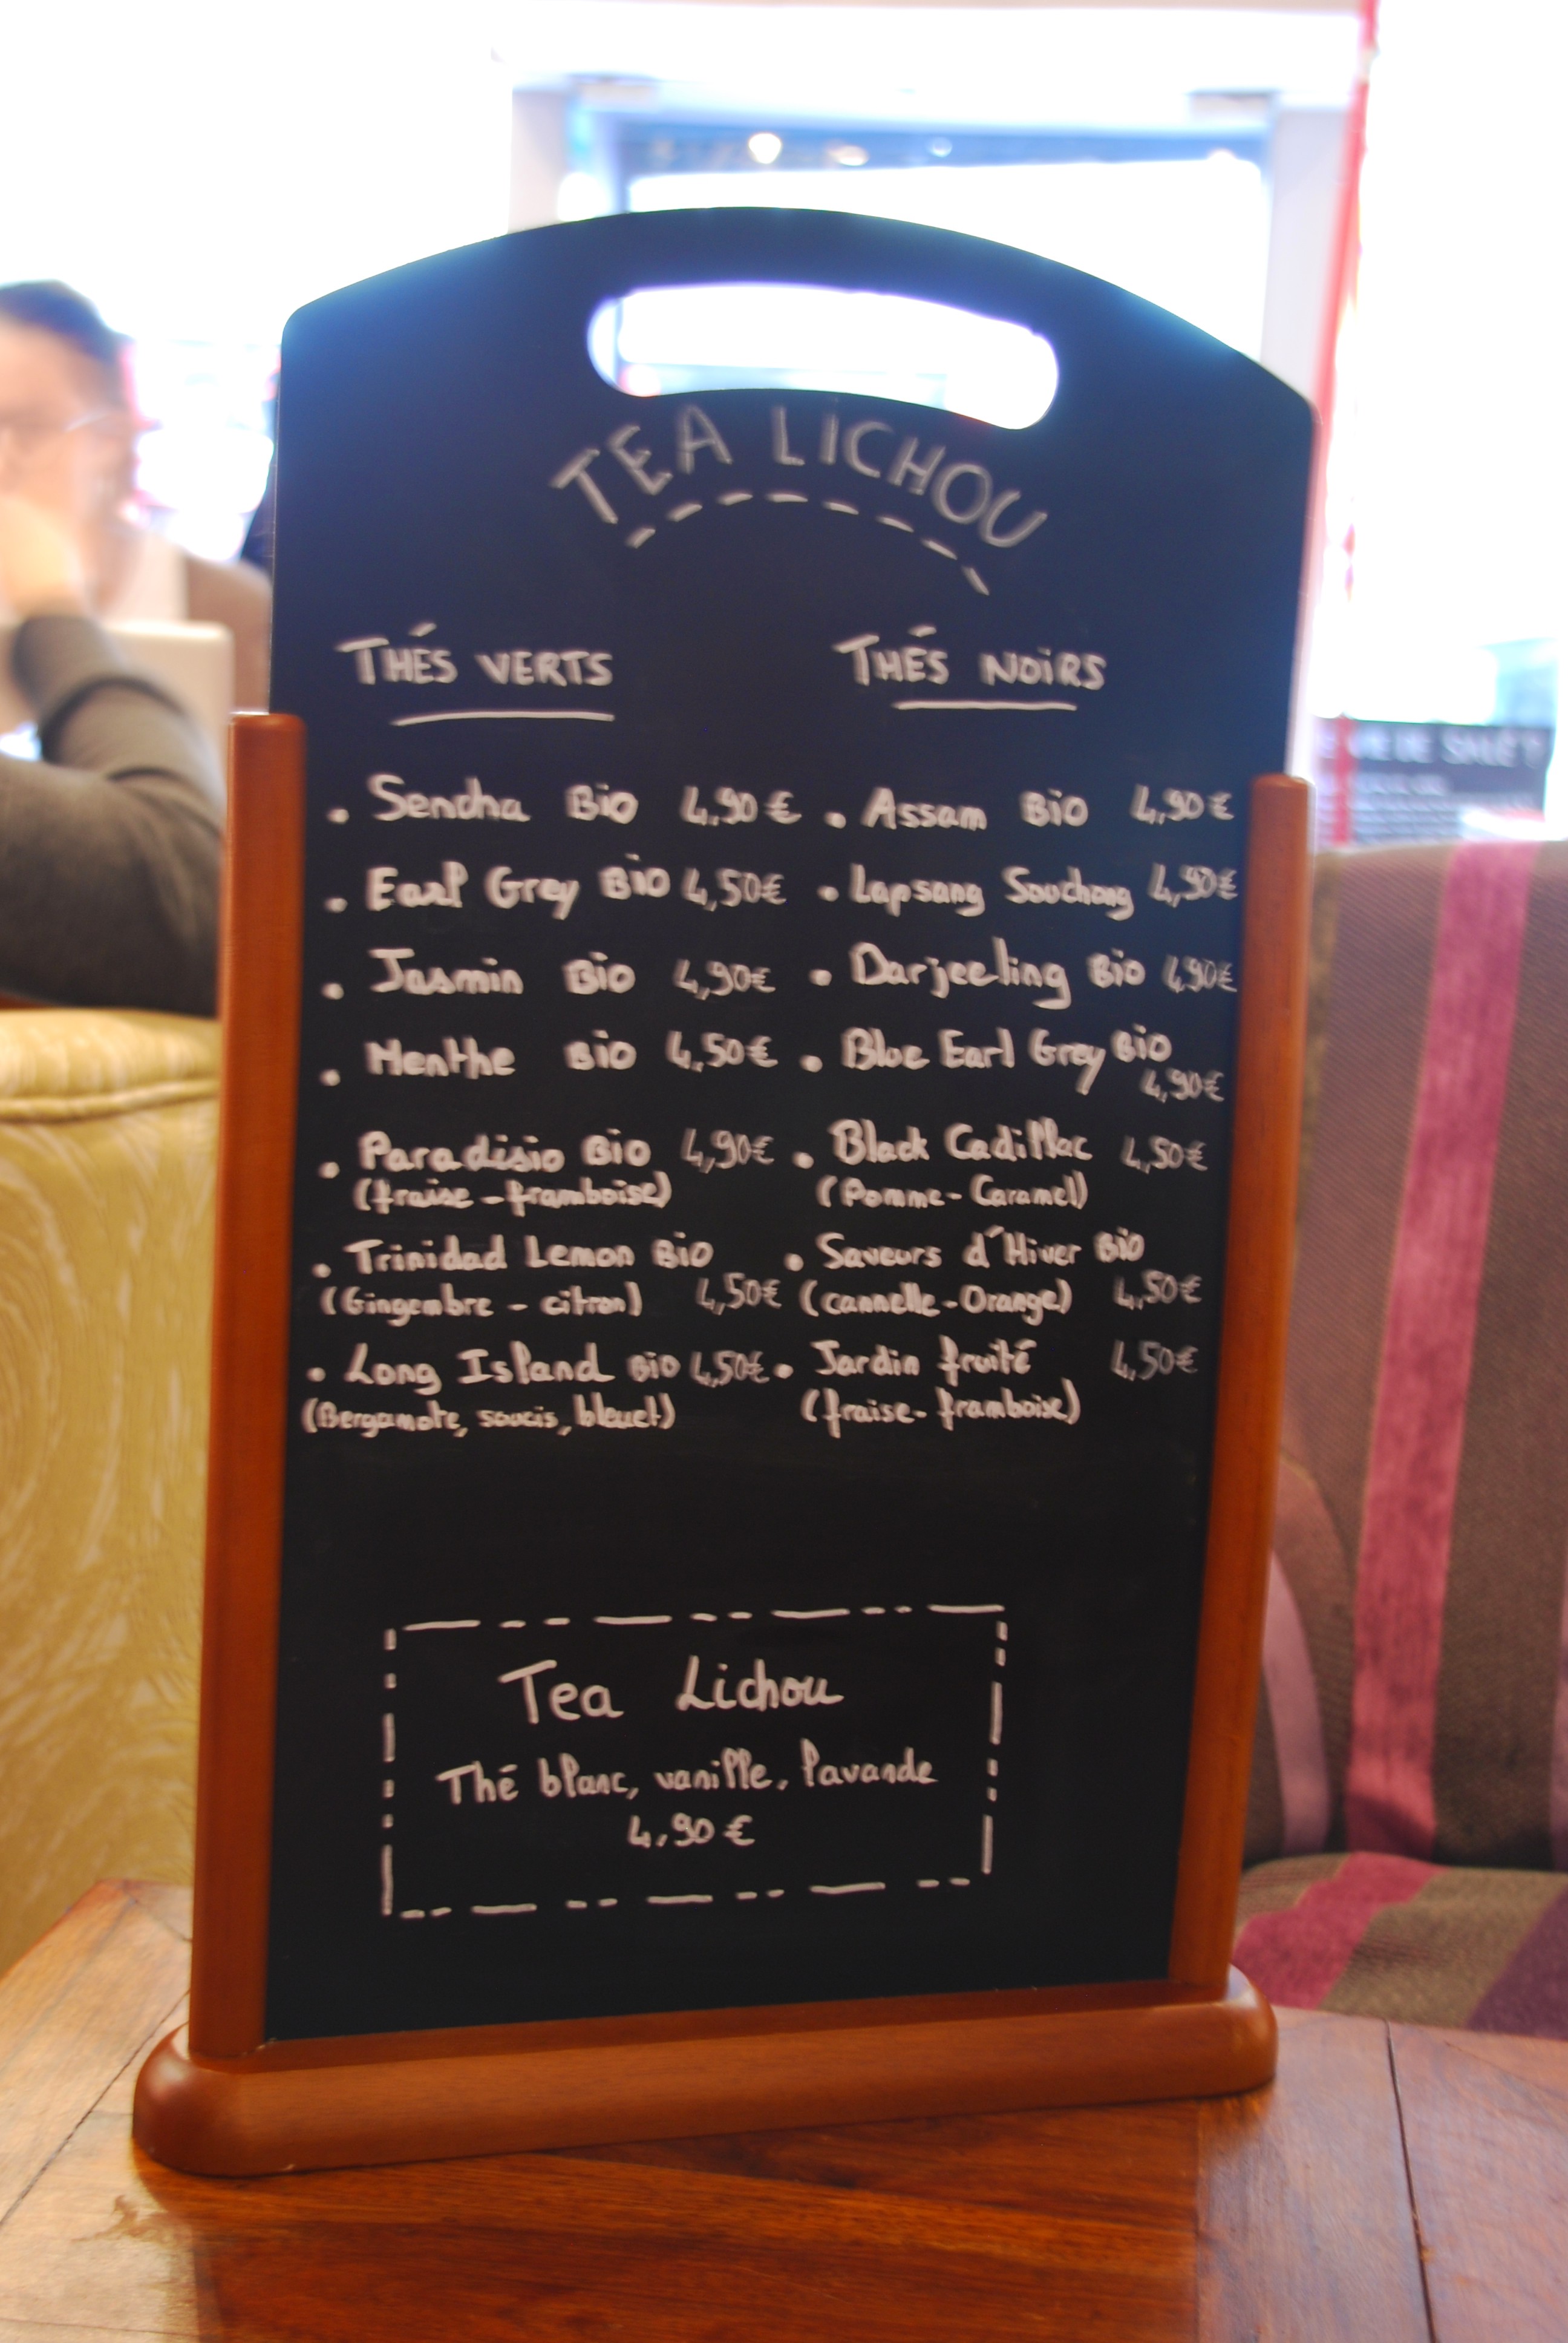 TEA LICHOU
THÉS VERTS
• Sencha Bio 4,90 €
• Earl Grey Bio 4,50€
• Jasmin Bio 4,90€
• Menthe Bio 4,50€
• Paradisio Bio 4,90€
(fraise - framboise)
• Trinidad Lemon Bio
(Gingembre - citron) 4,50€
• Long Island Bio 4,50€
(Bergamote, soucis, bleuet)
THÉS NOIRS
• Assam Bio 4,90€
• Lapsang Souchong 4,50€
• Darjeeling Bio 4,90€
• Blue Earl Grey Bio
4,90€
• Black Cadillac 4,50€
(Pomme - Caramel)
• Saveurs d'Hiver Bio
(cannelle - Orange) 4,50€
• Jardin fruité 4,50€
(fraise - framboise)
Tea Lichou
Thé blanc, vanille, lavande
4,90 €
DE SALÉ ?